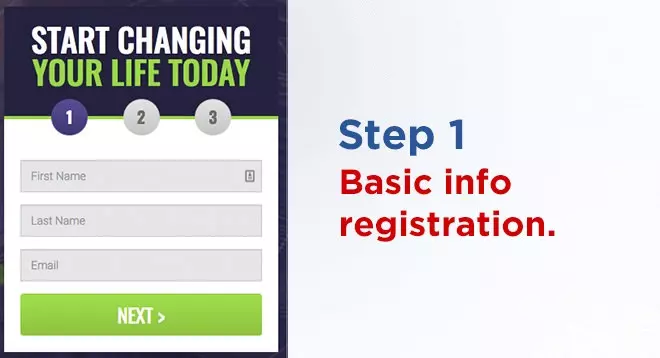 START CHANGING
YOUR LIFE TODAY
1 2 3
First Name
Last Name
Email
NEXT >
Step 1
Basic info
registration.